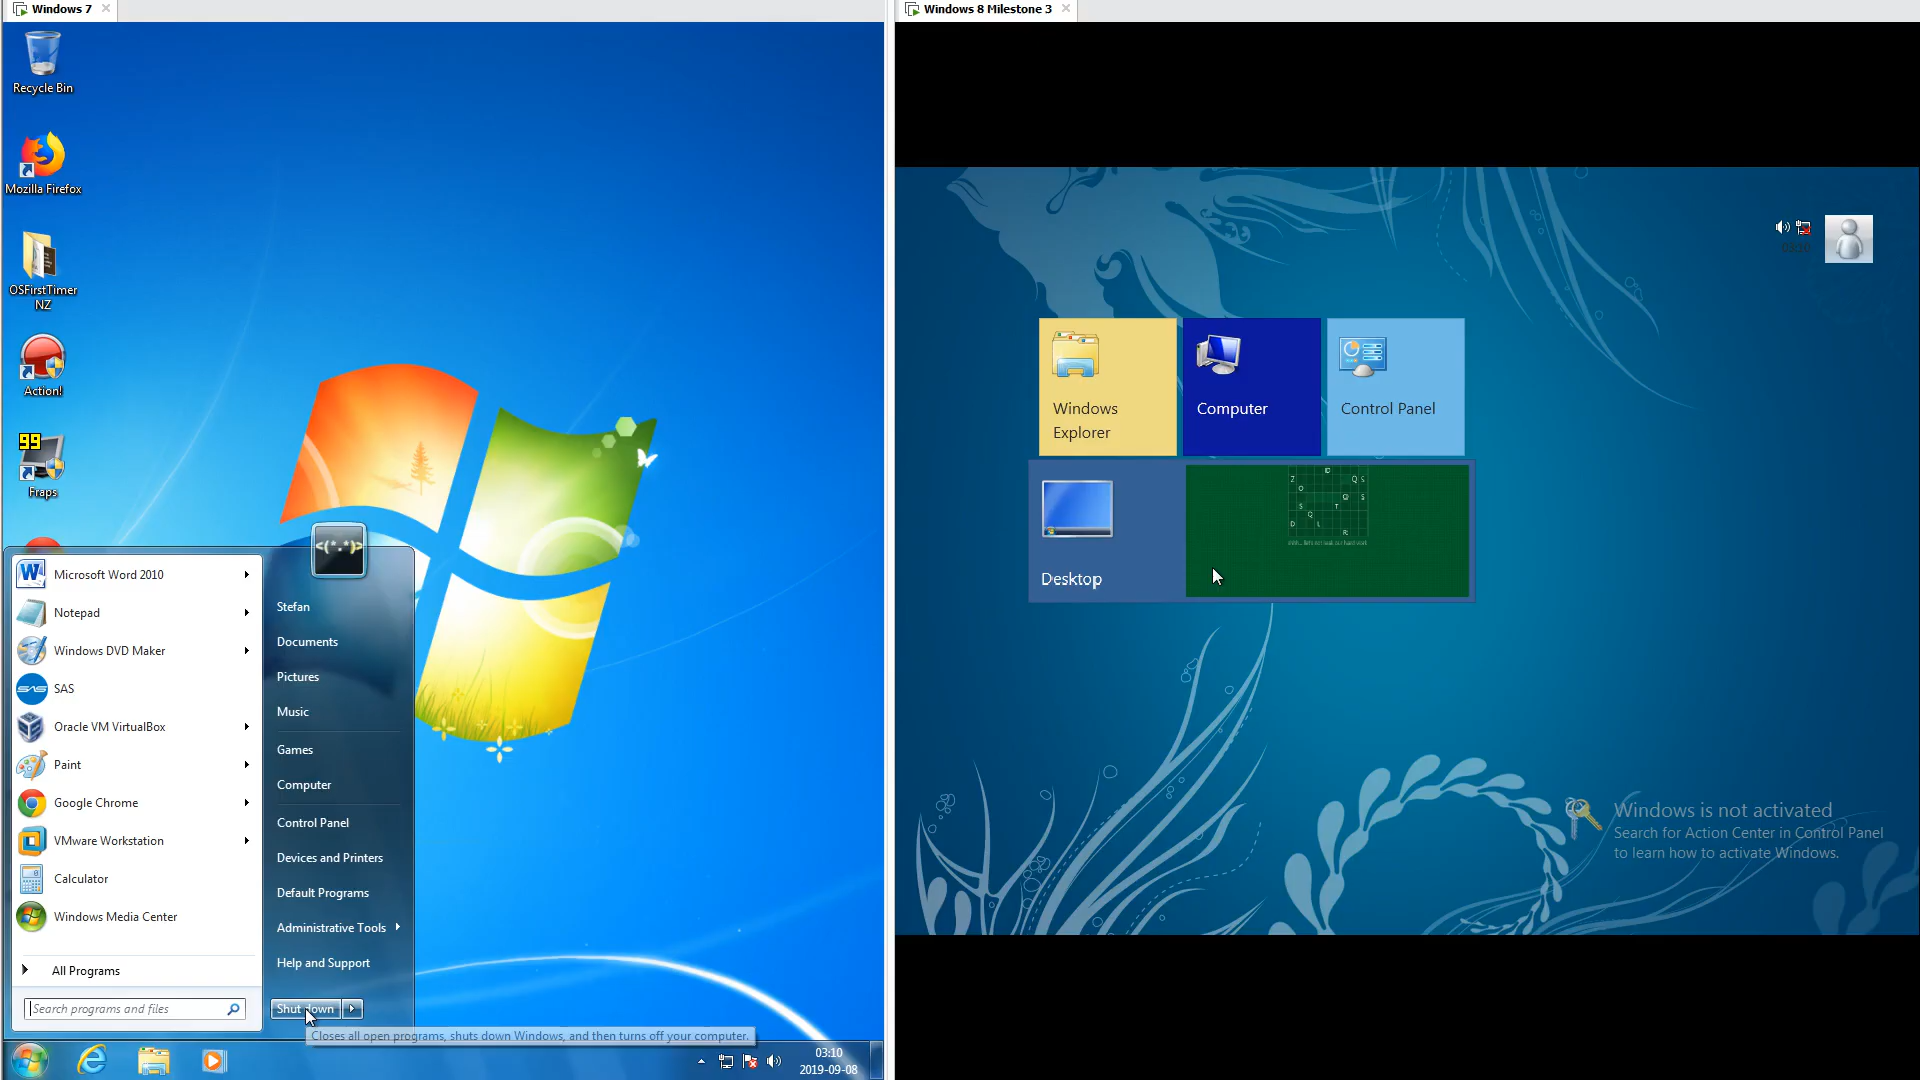 Windows 7
Recycle Bin
Mozilla Firefox
OSFirstTimer
NZ
Action!
99
Fraps
Microsoft Word 2010
Notepad
Windows DVD Maker
SAS
Oracle VM VirtualBox
Paint
Google Chrome
VMware Workstation
Calculator
Windows Media Center
All Programs
Search programs and files
<(*.*)>
Stefan
Documents
Pictures
Music
Games
Computer
Control Panel
Devices and Printers
Default Programs
Administrative Tools
Help and Support
Shut down
Closes all open programs, shuts down Windows, and then turns off your computer.
03:10
2019-09-08
Windows 8 Milestone 3
03:10
Windows
Explorer
Computer
Control Panel
Desktop
Windows is not activated
Search for Action Center in Control Panel
to learn how to activate Windows.